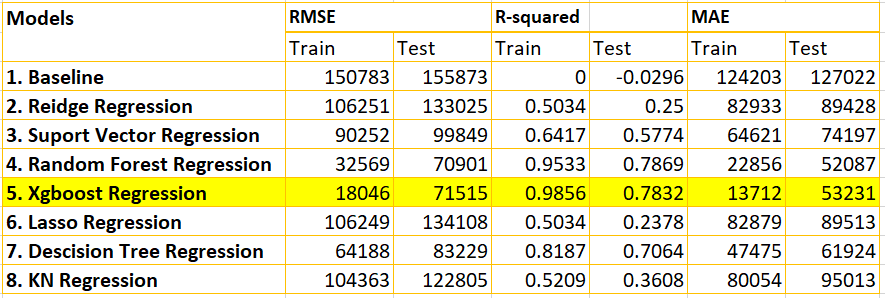 Models RMSE R-squared MAE
Train Test Train Test Train Test
1. Baseline 150783 155873 0 -0.0296 124203 127022
2. Reidge Regression 106251 133025 0.5034 0.25 82933 89428
3. Suport Vector Regression 90252 99849 0.6417 0.5774 64621 74197
4. Random Forest Regression 32569 70901 0.9533 0.7869 22856 52087
5. Xgboost Regression 18046 71515 0.9856 0.7832 13712 53231
6. Lasso Regression 106249 134108 0.5034 0.2378 82879 89513
7. Descision Tree Regression 64188 83229 0.8187 0.7064 47475 61924
8. KN Regression 104363 122805 0.5209 0.3608 80054 95013